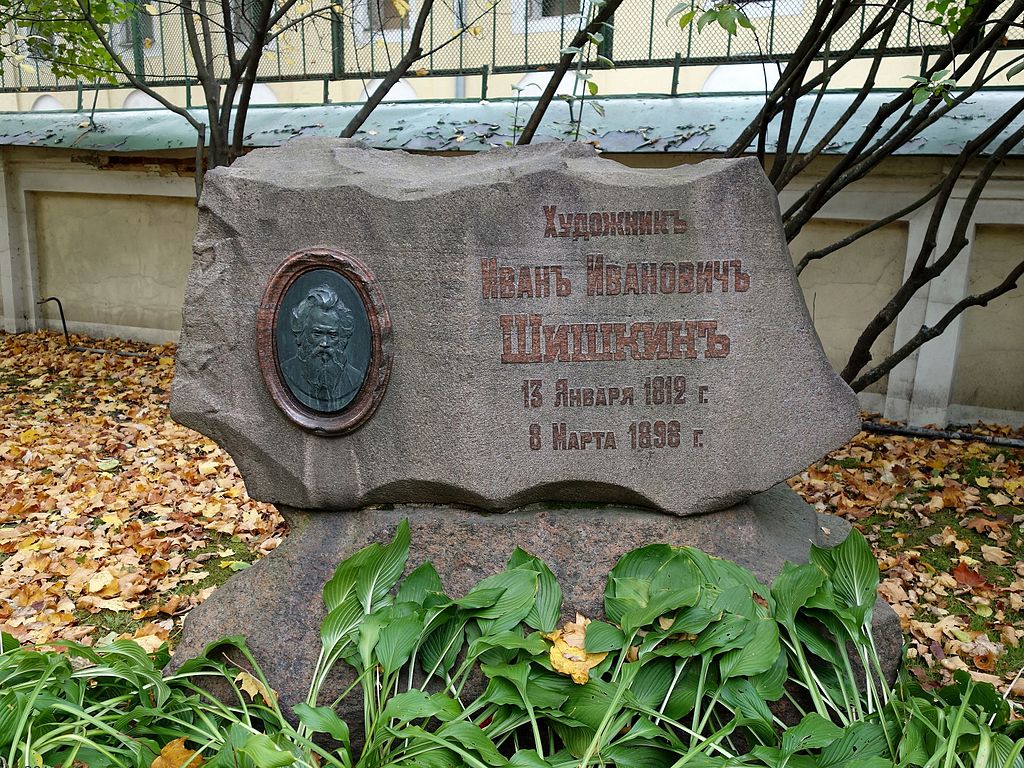 Художникъ
Иванъ Ивановичъ
Шишкинъ
13 Января 1812 г.
8 Марта 1898 г.